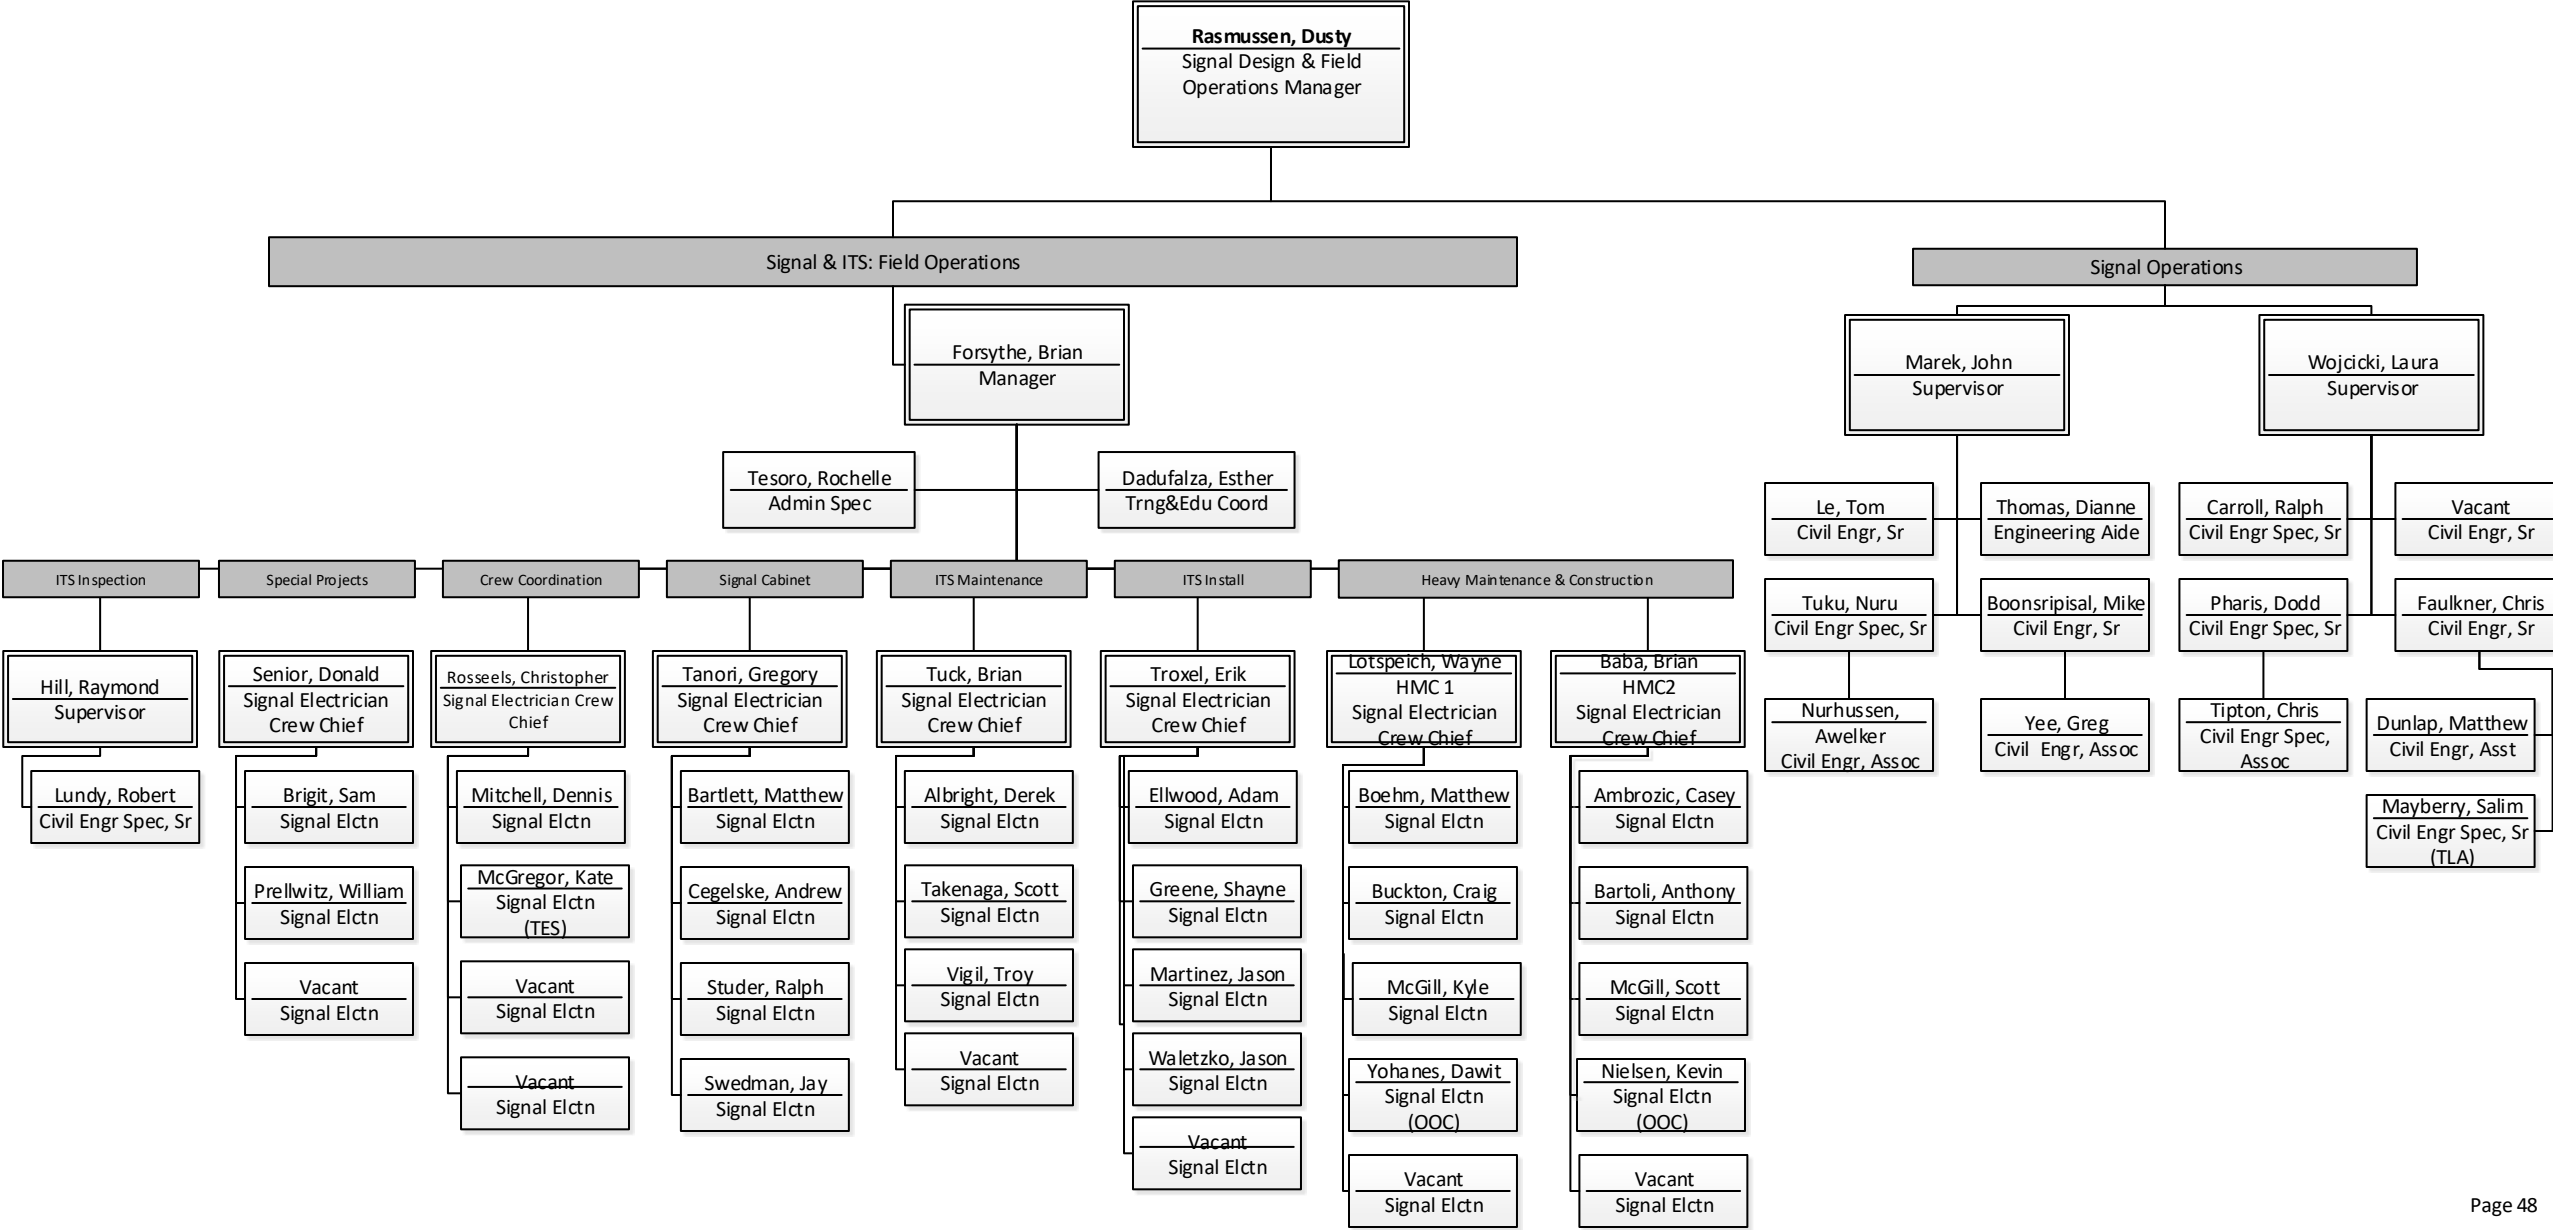 Rasmussen, Dusty
Signal Design & Field
Operations Manager
Signal & ITS: Field Operations
Forsythe, Brian
Manager
Tesoro, Rochelle
Admin Spec
Dadufalza, Esther
Trng&Edu Coord
ITS Inspection
Hill, Raymond
Supervisor
Lundy, Robert
Civil Engr Spec, Sr
Special Projects
Senior, Donald
Signal Electrician
Crew Chief
Brigit, Sam
Signal Elctn
Prellwitz, William
Signal Elctn
Vacant
Signal Elctn
Crew Coordination
Rosseels, Christopher
Signal Electrician Crew
Chief
Mitchell, Dennis
Signal Elctn
McGregor, Kate
Signal Elctn
(TES)
Vacant
Signal Elctn
Vacant
Signal Elctn
Signal Cabinet
Tanori, Gregory
Signal Electrician
Crew Chief
Bartlett, Matthew
Signal Elctn
Cegelske, Andrew
Signal Elctn
Studer, Ralph
Signal Elctn
Swedman, Jay
Signal Elctn
ITS Maintenance
Tuck, Brian
Signal Electrician
Crew Chief
Albright, Derek
Signal Elctn
Takenaga, Scott
Signal Elctn
Vigil, Troy
Signal Elctn
Vacant
Signal Elctn
ITS Install
Troxel, Erik
Signal Electrician
Crew Chief
Ellwood, Adam
Signal Elctn
Greene, Shayne
Signal Elctn
Martinez, Jason
Signal Elctn
Waletzko, Jason
Signal Elctn
Vacant
Signal Elctn
Heavy Maintenance & Construction
Lotspeich, Wayne
HMC 1
Signal Electrician
Crew Chief
Boehm, Matthew
Signal Elctn
Buckton, Craig
Signal Elctn
McGill, Kyle
Signal Elctn
Yohanes, Dawit
Signal Elctn
(OOC)
Vacant
Signal Elctn
Baba, Brian
HMC2
Signal Electrician
Crew Chief
Ambrozic, Casey
Signal Elctn
Bartoli, Anthony
Signal Elctn
McGill, Scott
Signal Elctn
Nielsen, Kevin
Signal Elctn
(OOC)
Vacant
Signal Elctn
Signal Operations
Marek, John
Supervisor
Le, Tom
Civil Engr, Sr
Thomas, Dianne
Engineering Aide
Tuku, Nuru
Civil Engr Spec, Sr
Boonsripisal, Mike
Civil Engr, Sr
Nurhussen,
Awelker
Civil Engr, Assoc
Yee, Greg
Civil Engr, Assoc
Wojcicki, Laura
Supervisor
Carroll, Ralph
Civil Engr Spec, Sr
Vacant
Civil Engr, Sr
Pharis, Dodd
Civil Engr Spec, Sr
Faulkner, Chris
Civil Engr, Sr
Tipton, Chris
Civil Engr Spec,
Assoc
Dunlap, Matthew
Civil Engr, Asst
Mayberry, Salim
Civil Engr Spec, Sr
(TLA)
Page 48